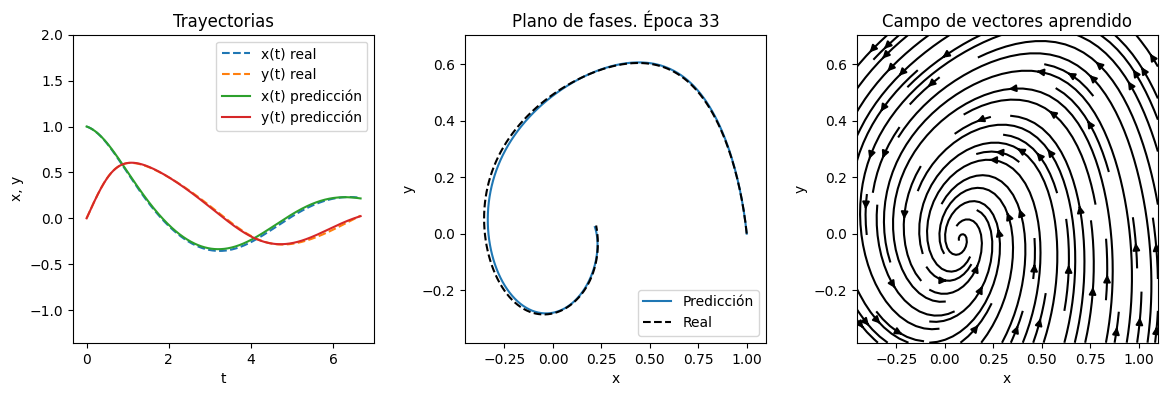 Trayectorias
x(t) real
y(t) real
x(t) predicción
y(t) predicción
2.0
1.5
1.0
0.5
0.0
−0.5
−1.0
x, y
0 2 4 6
t
Plano de fases. Época 33
0.6
0.4
0.2
0.0
−0.2
y
Predicción
Real
−0.25 0.00 0.25 0.50 0.75 1.00
x
Campo de vectores aprendido
0.6
0.4
0.2
0.0
−0.2
y
−0.25 0.00 0.25 0.50 0.75 1.00
x